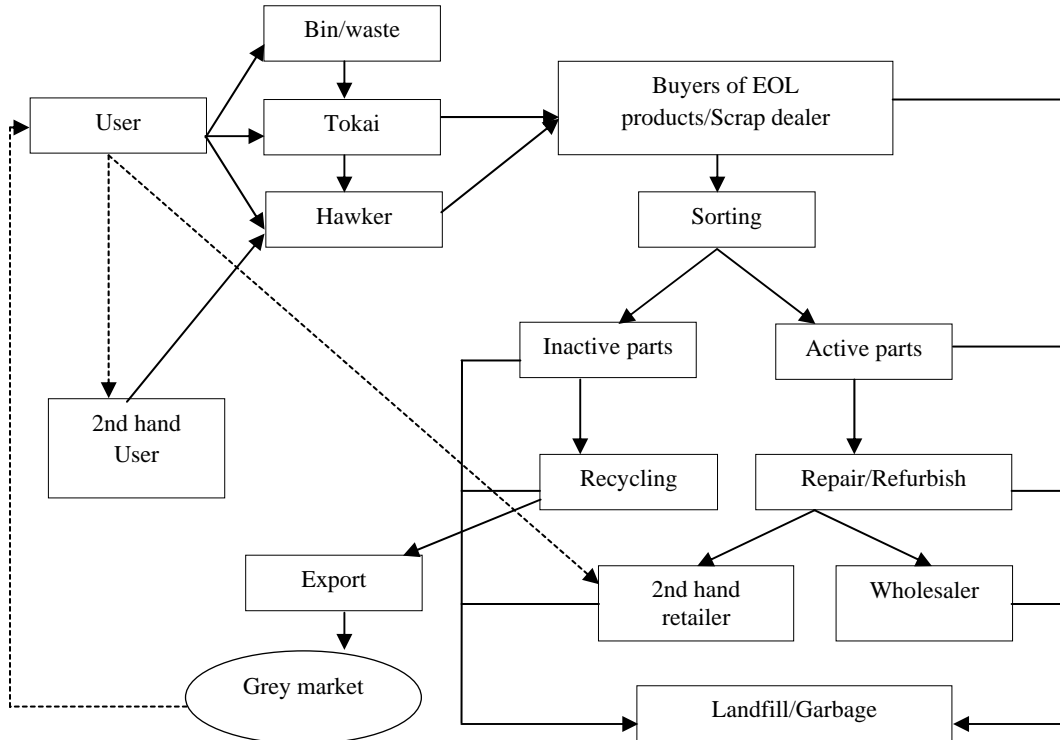 Bin/waste
Buyers of EOL
products/Scrap dealer
User
Tokai
Hawker
Sorting
Inactive parts
Active parts
2nd hand
User
Recycling
Repair/Refurbish
Export
2nd hand
retailer
Wholesaler
Grey market
Landfill/Garbage